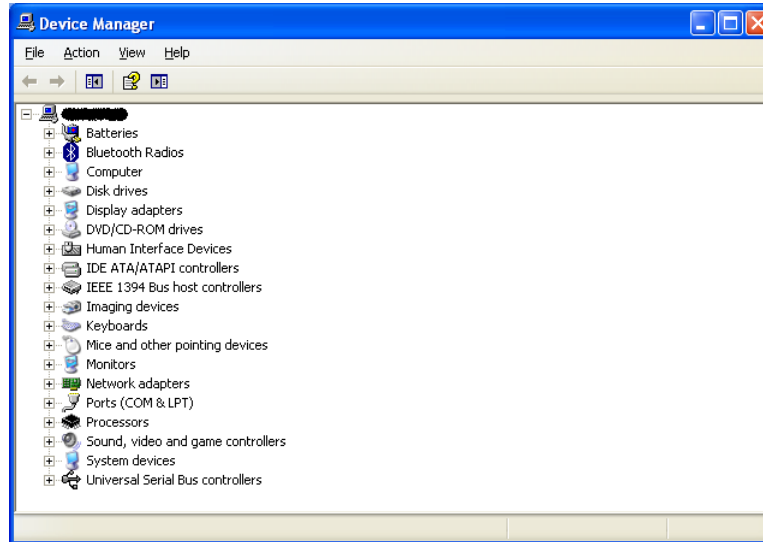 Device Manager
File Action View Help
Batteries
Bluetooth Radios
Computer
Disk drives
Display adapters
DVD/CD-ROM drives
Human Interface Devices
IDE ATA/ATAPI controllers
IEEE 1394 Bus host controllers
Imaging devices
Keyboards
Mice and other pointing devices
Monitors
Network adapters
Ports (COM & LPT)
Processors
Sound, video and game controllers
System devices
Universal Serial Bus controllers